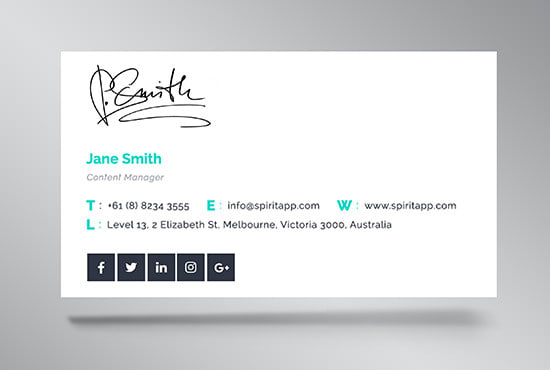 P. Smith
Jane Smith
Content Manager
T : +61 (8) 8234 3555 E : info@spiritapp.com W : www.spiritapp.com
L : Level 13, 2 Elizabeth St, Melbourne, Victoria 3000, Australia
f in G+